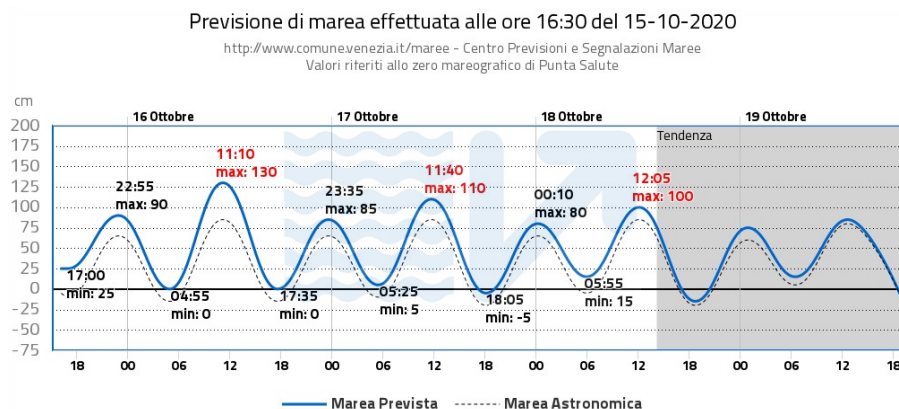 Previsione di marea effettuata alle ore 16:30 del 15-10-2020
http://www.comune.venezia.it/maree - Centro Previsioni e Segnalazioni Maree
Valori riferiti allo zero mareografico di Punta Salute
cm
16 Ottobre
17 Ottobre
18 Ottobre
19 Ottobre
200
175
150
125
100
75
50
25
0
-25
-50
-75
Tendenza
17:00
min: 25
22:55
max: 90
04:55
min: 0
11:10
max: 130
17:35
min: 0
23:35
max: 85
05:25
min: 5
11:40
max: 110
18:05
min: -5
00:10
max: 80
05:55
min: 15
12:05
max: 100
18 00 06 12 18 00 06 12 18 00 06 12 18 00 06 12 18
Marea Prevista Marea Astronomica